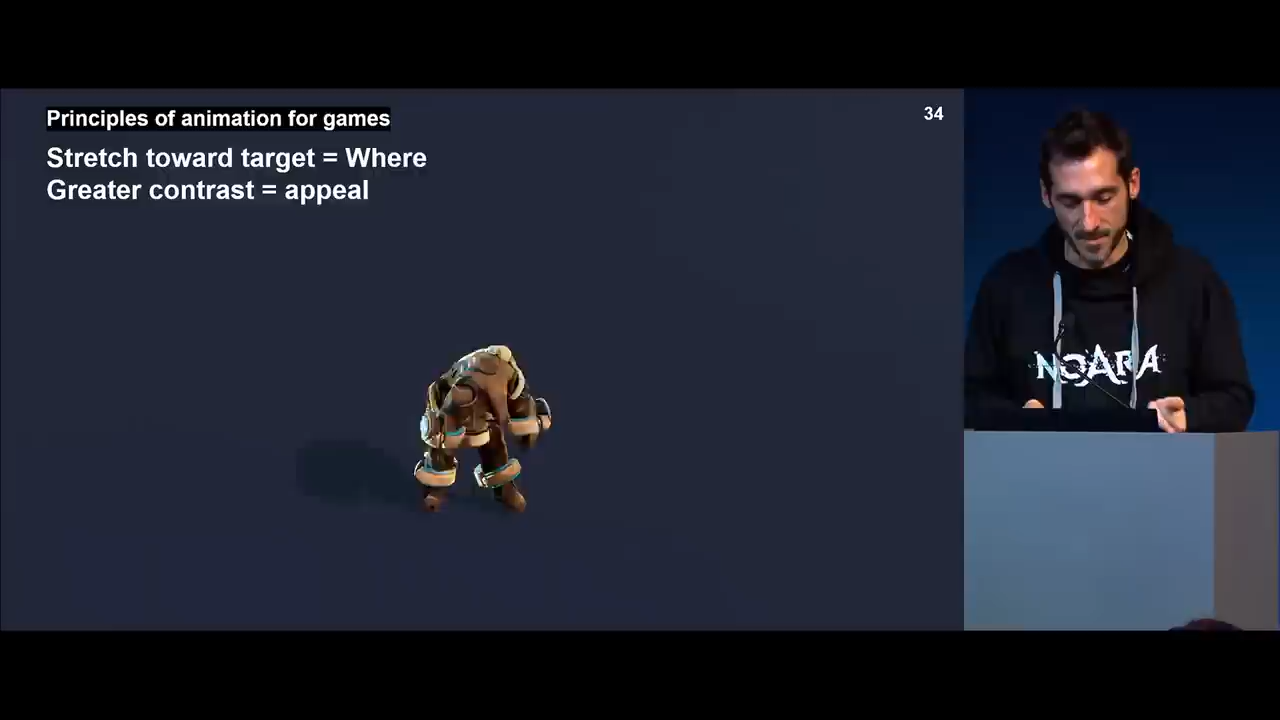 Principles of animation for games
34
Stretch toward target = Where
Greater contrast = appeal
NOARA